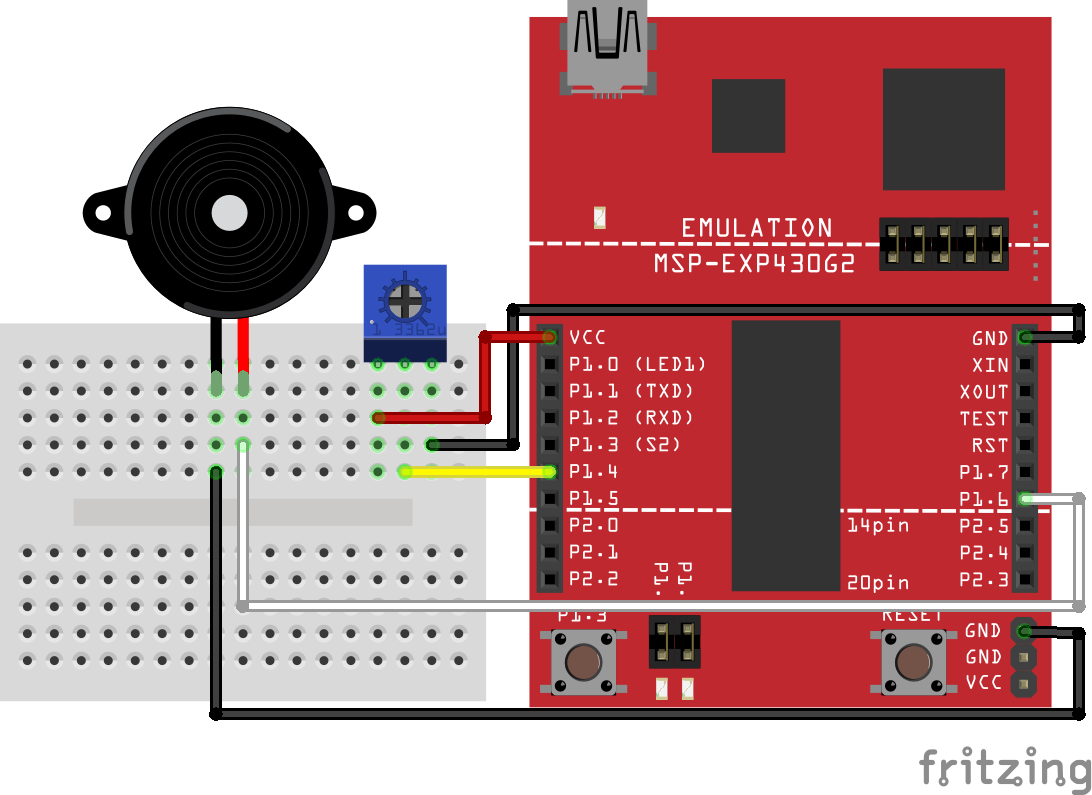 EMULATION
MSP-EXP430G2
1 3362u
VCC
P1.0 (LED1)
P1.1 (TXD)
P1.2 (RXD)
P1.3 (S2)
P1.4
P1.5
P2.0
P2.1
P2.2
GND
XIN
XOUT
TEST
RST
P1.7
P1.6
P2.5
P2.4
P2.3
14pin
20pin
P1.
P1.
P1.3
RESET
GND
GND
VCC
fritzing